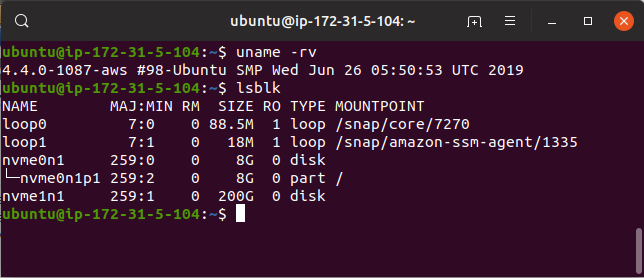 ubuntu@ip-172-31-5-104: ~
ubuntu@ip-172-31-5-104:~$ uname -rv
4.4.0-1087-aws #98-Ubuntu SMP Wed Jun 26 05:50:53 UTC 2019
ubuntu@ip-172-31-5-104:~$ lsblk
NAME        MAJ:MIN RM  SIZE RO TYPE MOUNTPOINT
loop0         7:0    0 88.5M  1 loop /snap/core/7270
loop1         7:1    0   18M  1 loop /snap/amazon-ssm-agent/1335
nvme0n1     259:0    0    8G  0 disk
└─nvme0n1p1 259:2    0    8G  0 part /
nvme1n1     259:1    0  200G  0 disk
ubuntu@ip-172-31-5-104:~$